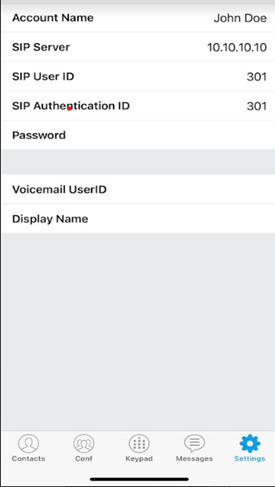 Account Name John Doe
SIP Server 10.10.10.10
SIP User ID 301
SIP Authentication ID 301
Password
Voicemail UserID
Display Name
Contacts Conf Keypad Messages Settings